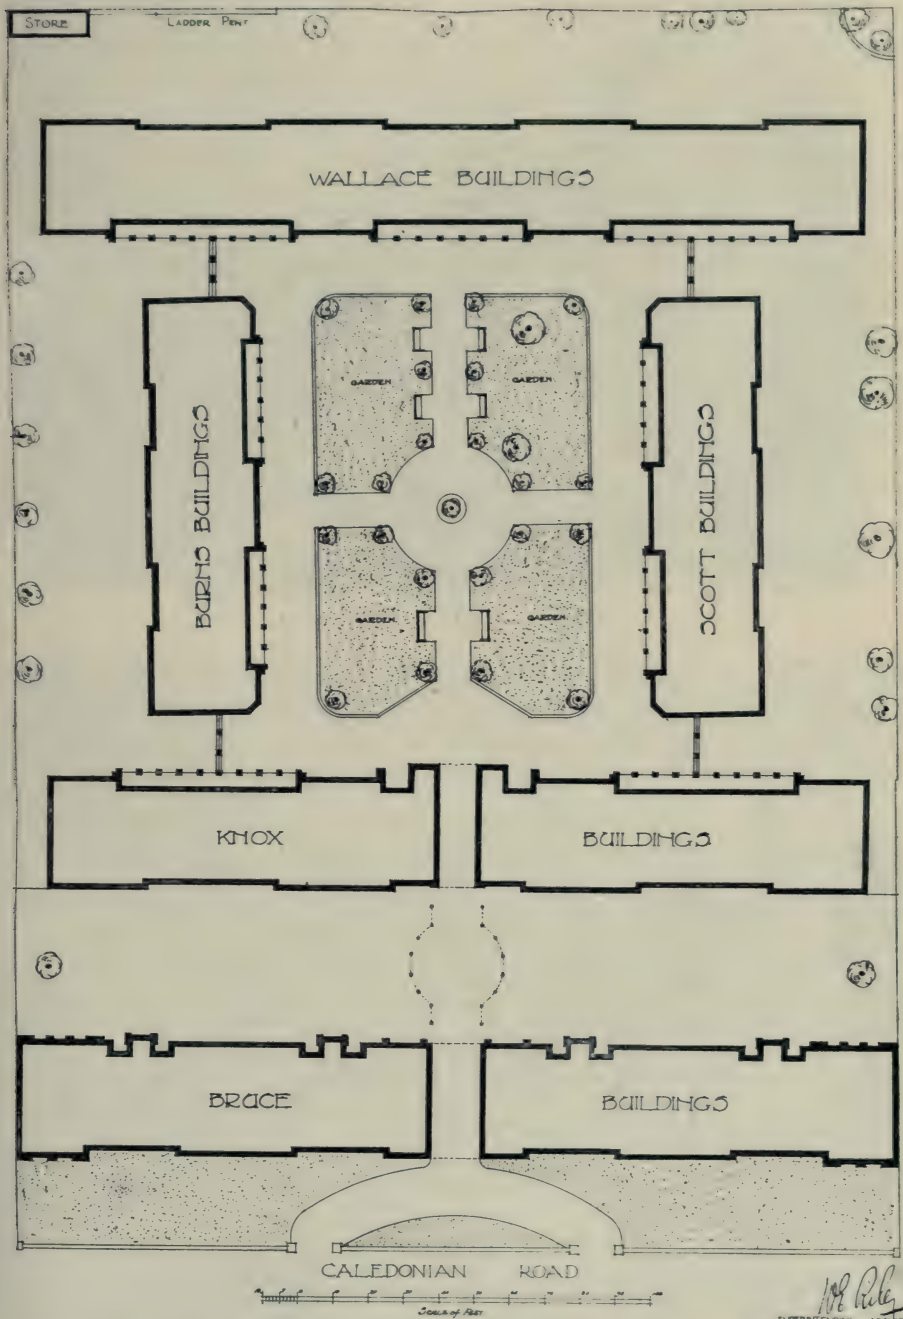 STORE
LADDER PENT
WALLACE BUILDINGS
GARDEN
GARDEN
BURNS BUILDINGS
SCOTT BUILDINGS
GARDEN
GARDEN
KNOX BUILDINGS
BRUCE BUILDINGS
CALEDONIAN ROAD
SCALE OF FEET